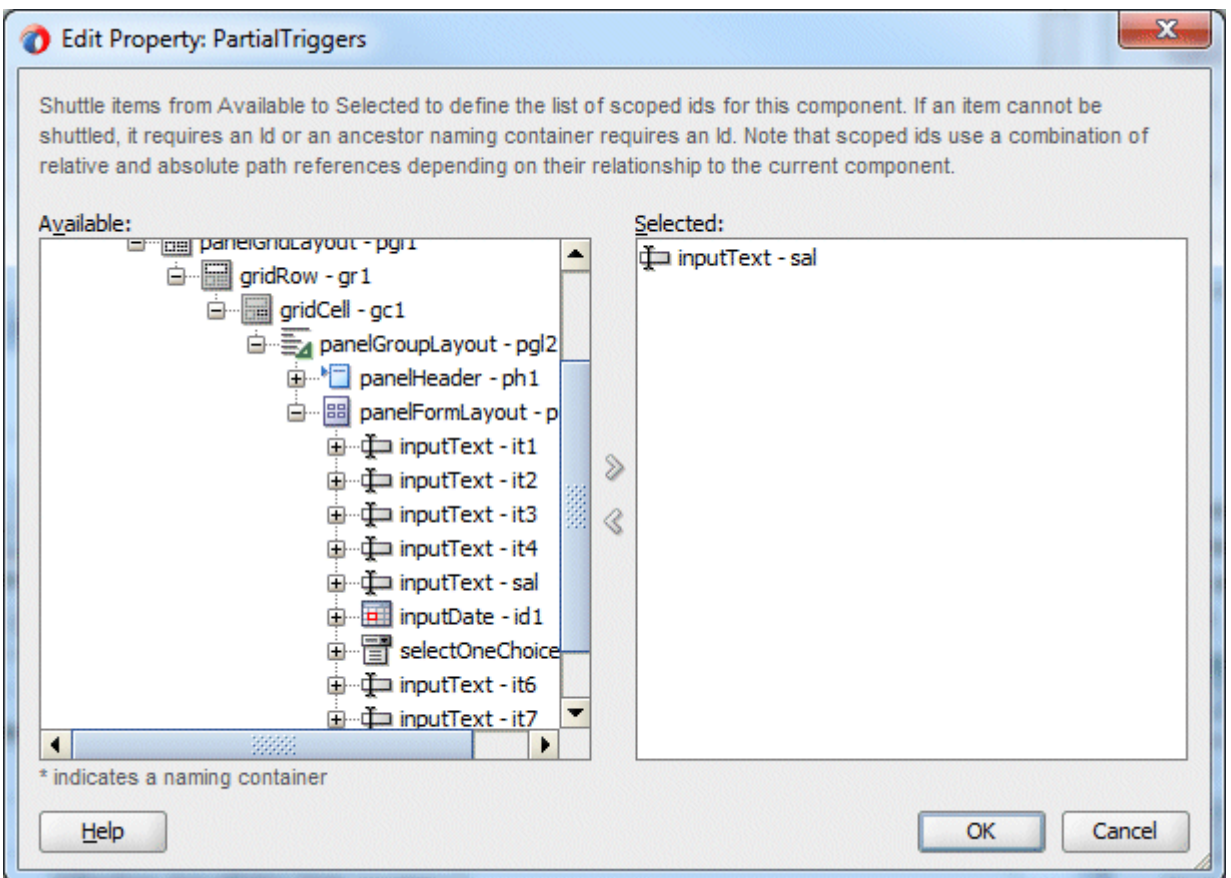 Edit Property: PartialTriggers
Shuttle items from Available to Selected to define the list of scoped ids for this component. If an item cannot be
shuttled, it requires an Id or an ancestor naming container requires an Id. Note that scoped ids use a combination of
relative and absolute path references depending on their relationship to the current component.
Available:
panelGridLayout - pgl1
gridRow - gr1
gridCell - gc1
panelGroupLayout - pgl2
panelHeader - ph1
panelFormLayout - p
inputText - it1
inputText - it2
inputText - it3
inputText - it4
inputText - sal
inputDate - id1
selectOneChoice
inputText - it6
inputText - it7
* indicates a naming container
Selected:
inputText - sal
Help
OK
Cancel